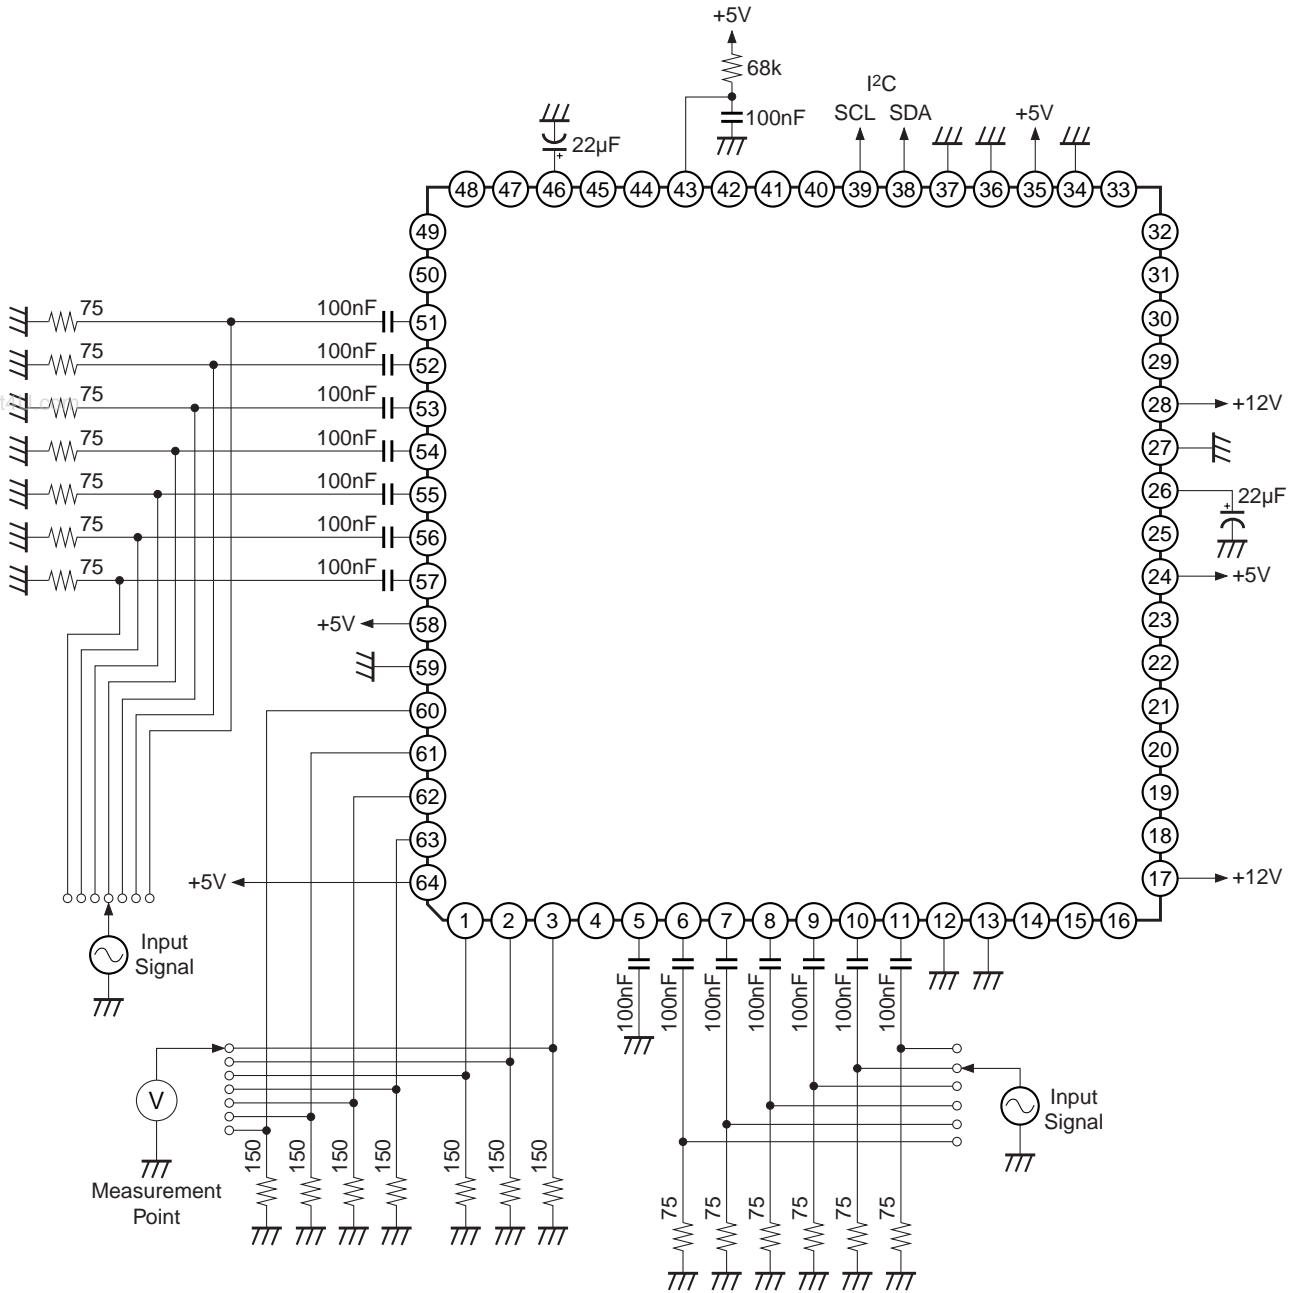 +5V
68k
100nF
I²C
SCL SDA
+5V
22µF
+
48 47 46 45 44 43 42 41 40 39 38 37 36 35 34 33
49
32
50
31
75 100nF 51
30
75 100nF 52
29
75 100nF 53
28 +12V
75 100nF 54
27
75 100nF 55
26 22µF
+
75 100nF 56
25
75 100nF 57
24 +5V
+5V 58
23
59
22
60
21
61
20
62
19
63
18
+5V 64
17 +12V
1 2 3 4 5 6 7 8 9 10 11 12 13 14 15 16
Input
Signal
100nF 100nF 100nF 100nF 100nF 100nF 100nF
V
Measurement
Point
Input
Signal
150 150 150 150 150 150 150
75 75 75 75 75 75